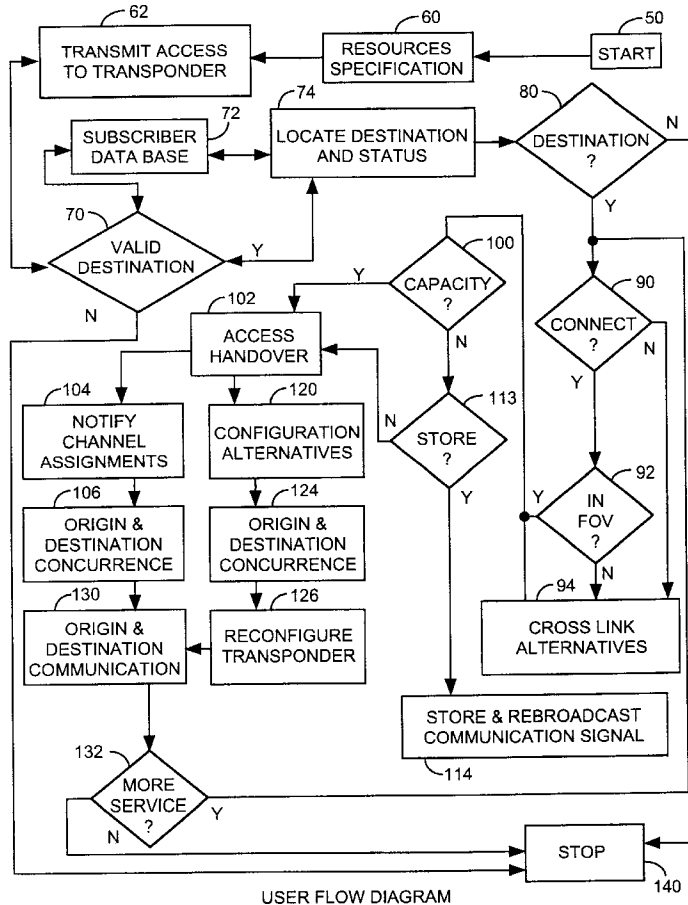 62
60
50
TRANSMIT ACCESS
TO TRANSPONDER
RESOURCES
SPECIFICATION
START
72
74
80
N
SUBSCRIBER
DATA BASE
LOCATE DESTINATION
AND STATUS
DESTINATION
?
Y
70
VALID
DESTINATION
Y
N
100
CAPACITY
?
Y
N
90
CONNECT
?
N
Y
102
ACCESS
HANDOVER
104
NOTIFY
CHANNEL
ASSIGNMENTS
120
CONFIGURATION
ALTERNATIVES
113
N
STORE
?
Y
92
Y
IN
FOV
?
N
106
ORIGIN &
DESTINATION
CONCURRENCE
124
ORIGIN &
DESTINATION
CONCURRENCE
130
ORIGIN &
DESTINATION
COMMUNICATION
126
RECONFIGURE
TRANSPONDER
94
CROSS LINK
ALTERNATIVES
STORE & REBROADCAST
COMMUNICATION SIGNAL
114
132
MORE
SERVICE
?
N
Y
STOP
140
USER FLOW DIAGRAM